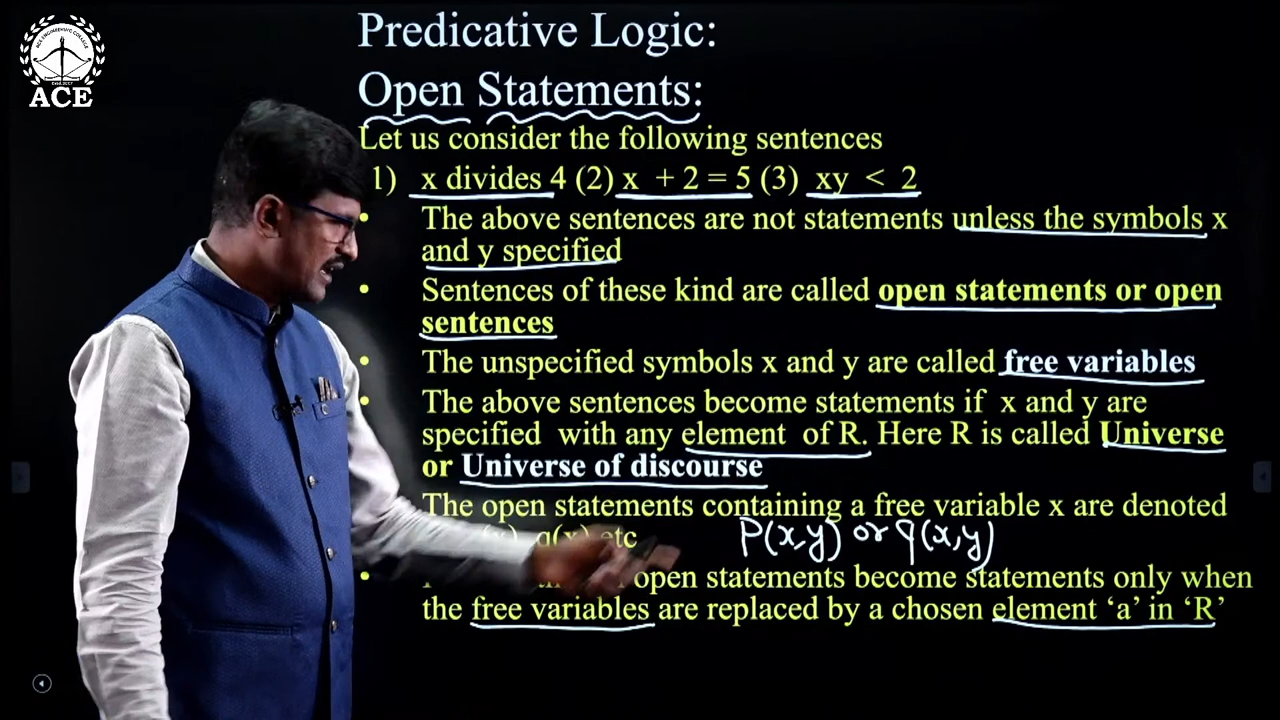 ACE ENGINEERING COLLEGE
ACE
Predicative Logic:
Open Statements:
Let us consider the following sentences
1) x divides 4 (2) x + 2 = 5 (3) xy < 2
• The above sentences are not statements unless the symbols x
and y specified
• Sentences of these kind are called open statements or open
sentences
• The unspecified symbols x and y are called free variables
• The above sentences become statements if x and y are
specified with any element of R. Here R is called Universe
or Universe of discourse
The open statements containing a free variable x are denoted
q(x) etc
P(x,y) or q(x,y)
• open statements become statements only when
the free variables are replaced by a chosen element ‘a’ in ‘R’